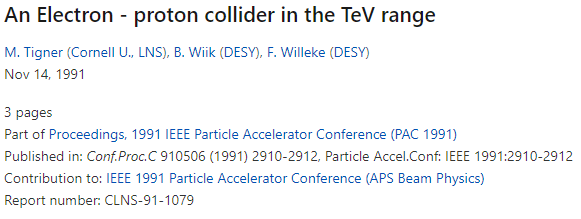 An Electron - proton collider in the TeV range
M. Tigner (Cornell U., LNS), B. Wiik (DESY), F. Willeke (DESY)
Nov 14, 1991
3 pages
Part of Proceedings, 1991 IEEE Particle Accelerator Conference (PAC 1991)
Published in: Conf.Proc.C 910506 (1991) 2910-2912, Particle Accel.Conf: IEEE 1991:2910-2912
Contribution to: IEEE 1991 Particle Accelerator Conference (APS Beam Physics)
Report number: CLNS-91-1079